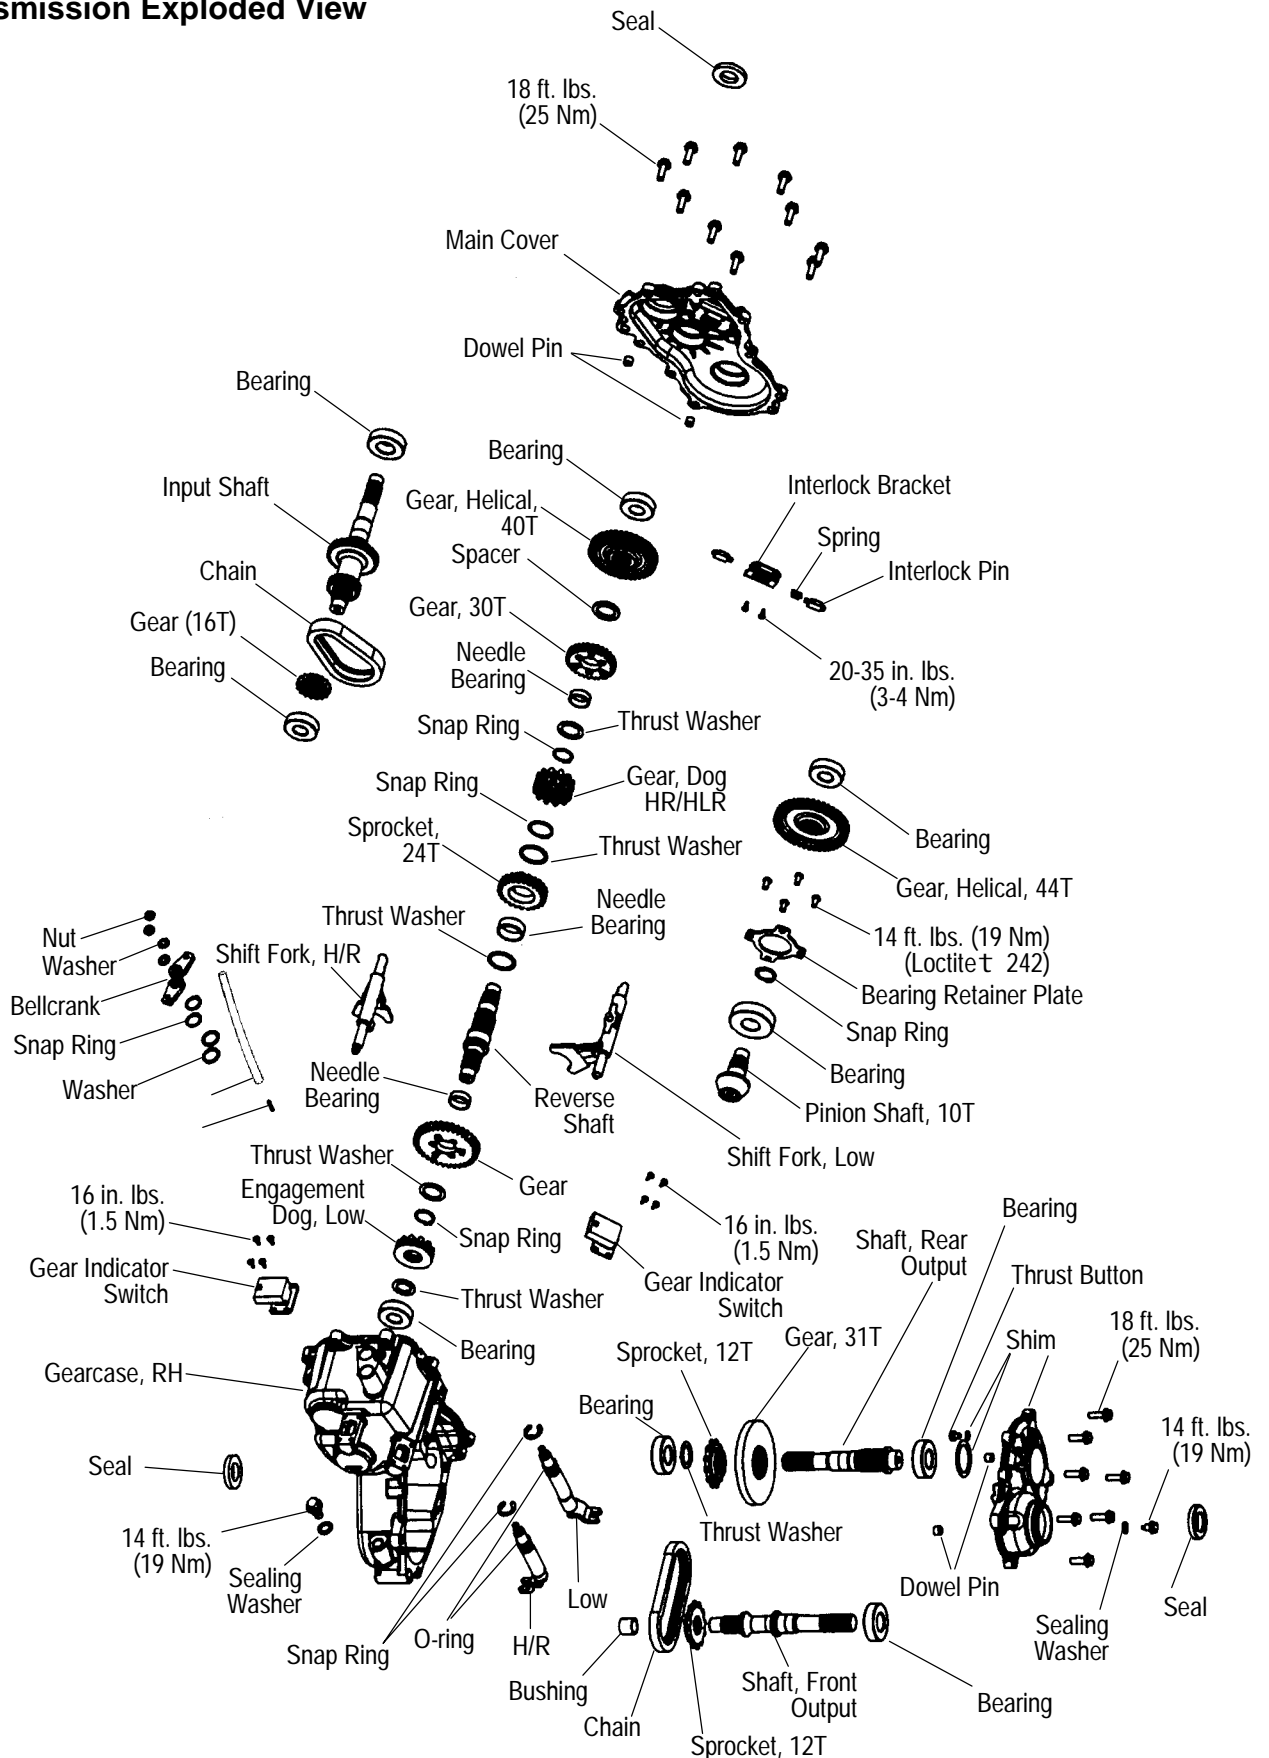 smission Exploded View
Seal
18 ft. lbs.
(25 Nm)
Main Cover
Dowel Pin
Bearing
Bearing
Input Shaft
Gear, Helical,
40T
Interlock Bracket
Spring
Spacer
Chain
Interlock Pin
Gear, 30T
Gear (16T)
Needle
Bearing
Bearing
20-35 in. lbs.
(3-4 Nm)
Snap Ring
Thrust Washer
Snap Ring
Gear, Dog
HR/HLR
Sprocket,
24T
Thrust Washer
Bearing
Gear, Helical, 44T
Needle
Bearing
Thrust Washer
Nut
Washer
Shift Fork, H/R
14 ft. lbs. (19 Nm)
(Loctite† 242)
Bellcrank
Bearing Retainer Plate
Snap Ring
Snap Ring
Washer
Needle
Bearing
Reverse
Shaft
Bearing
Pinion Shaft, 10T
Thrust Washer
Shift Fork, Low
Gear
Engagement
Dog, Low
16 in. lbs.
(1.5 Nm)
Snap Ring
16 in. lbs.
(1.5 Nm)
Bearing
Shaft, Rear
Output
Gear Indicator
Switch
Thrust Washer
Gear Indicator
Switch
Thrust Button
Bearing
Gear, 31T
Shim
18 ft. lbs.
(25 Nm)
Sprocket, 12T
Gearcase, RH
Bearing
14 ft. lbs.
(19 Nm)
Seal
Thrust Washer
14 ft. lbs.
(19 Nm)
Sealing
Washer
Low
Dowel Pin
Seal
O-ring
H/R
Snap Ring
Sealing
Washer
Bushing
Shaft, Front
Output
Bearing
Chain
Sprocket, 12T